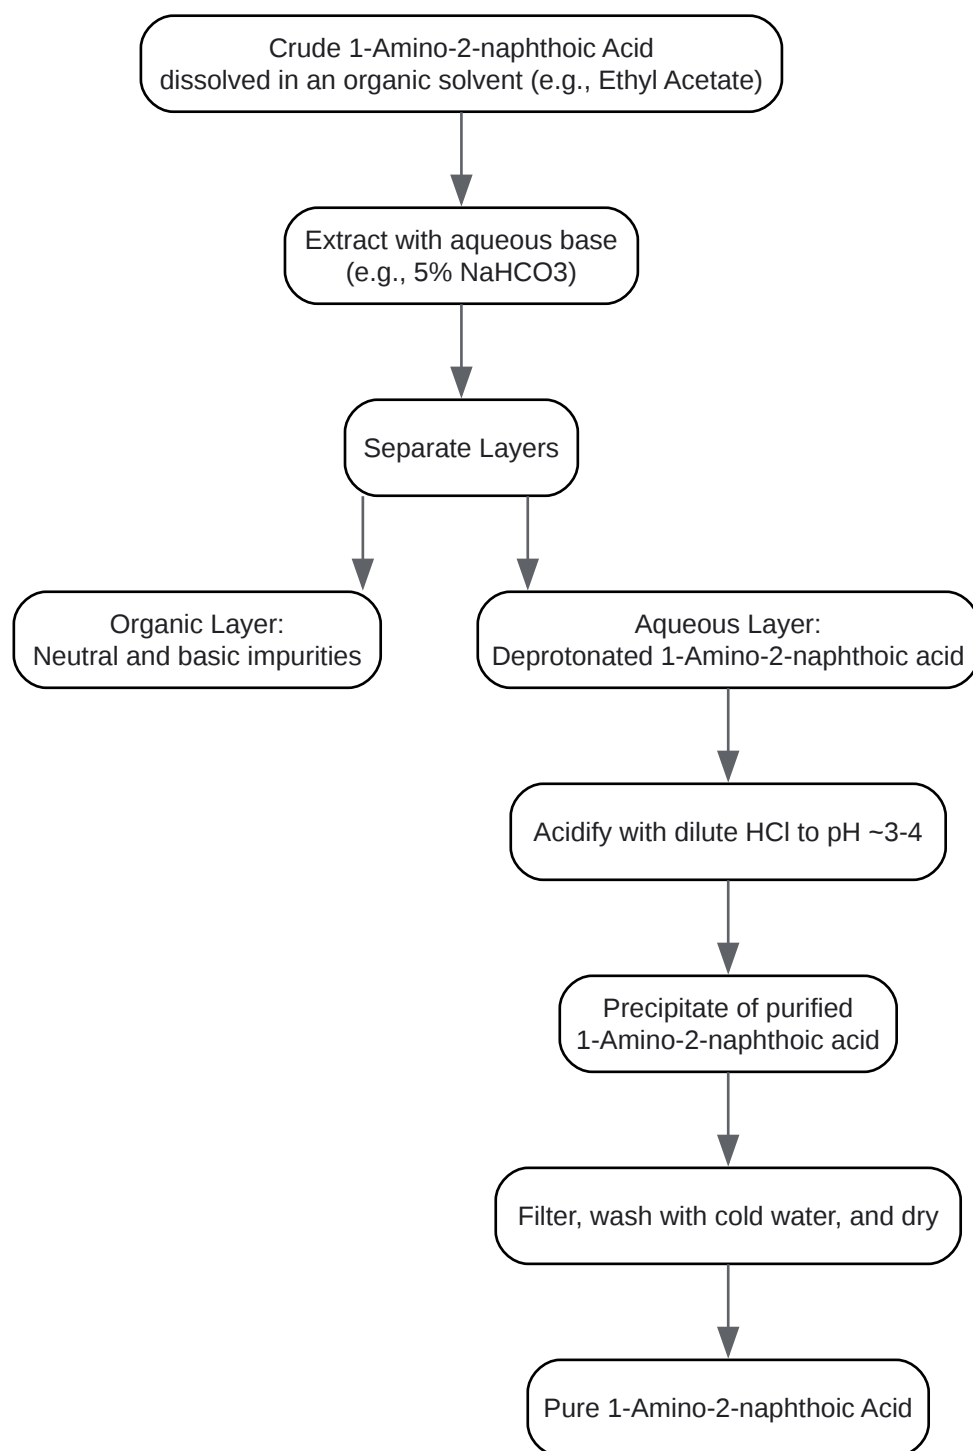 Crude 1-Amino-2-naphthoic Acid
dissolved in an organic solvent (e.g., Ethyl Acetate)
Extract with aqueous base
(e.g., 5% NaHCO3)
Separate Layers
Organic Layer:
Neutral and basic impurities
Aqueous Layer:
Deprotonated 1-Amino-2-naphthoic acid
Acidify with dilute HCl to pH ~3-4
Precipitate of purified
1-Amino-2-naphthoic acid
Filter, wash with cold water, and dry
Pure 1-Amino-2-naphthoic Acid